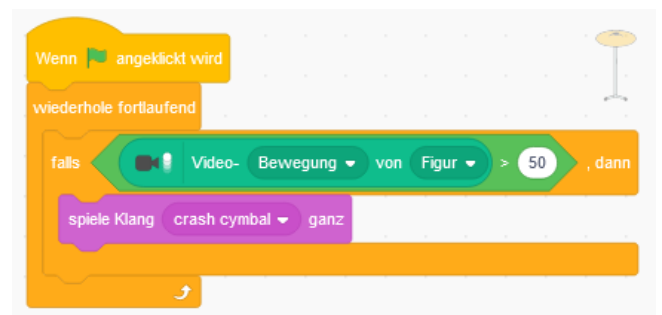 Wenn angeklickt wird
wiederhole fortlaufend
falls Video- Bewegung von Figur > 50 , dann
spiele Klang crash cymbal ganz